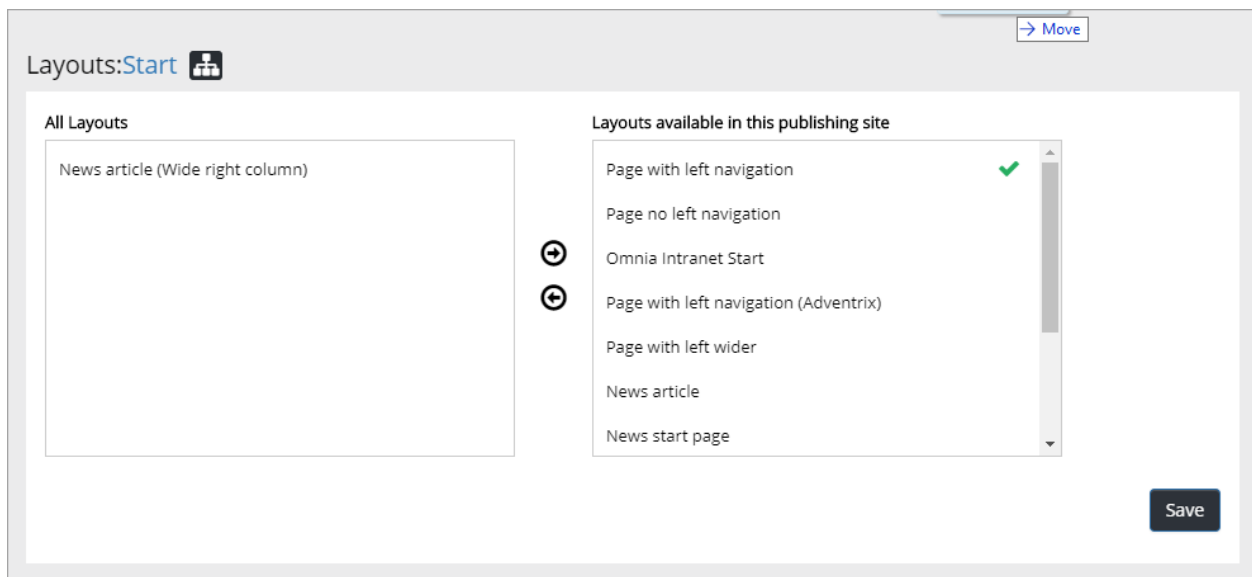 → Move
Layouts:Start
All Layouts
News article (Wide right column)
Layouts available in this publishing site
Page with left navigation
Page no left navigation
Omnia Intranet Start
Page with left navigation (Adventrix)
Page with left wider
News article
News start page
Save